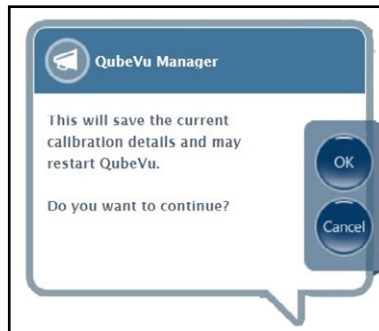 QubeVu Manager
This will save the current
calibration details and may
restart QubeVu.
Do you want to continue?
OK
Cancel